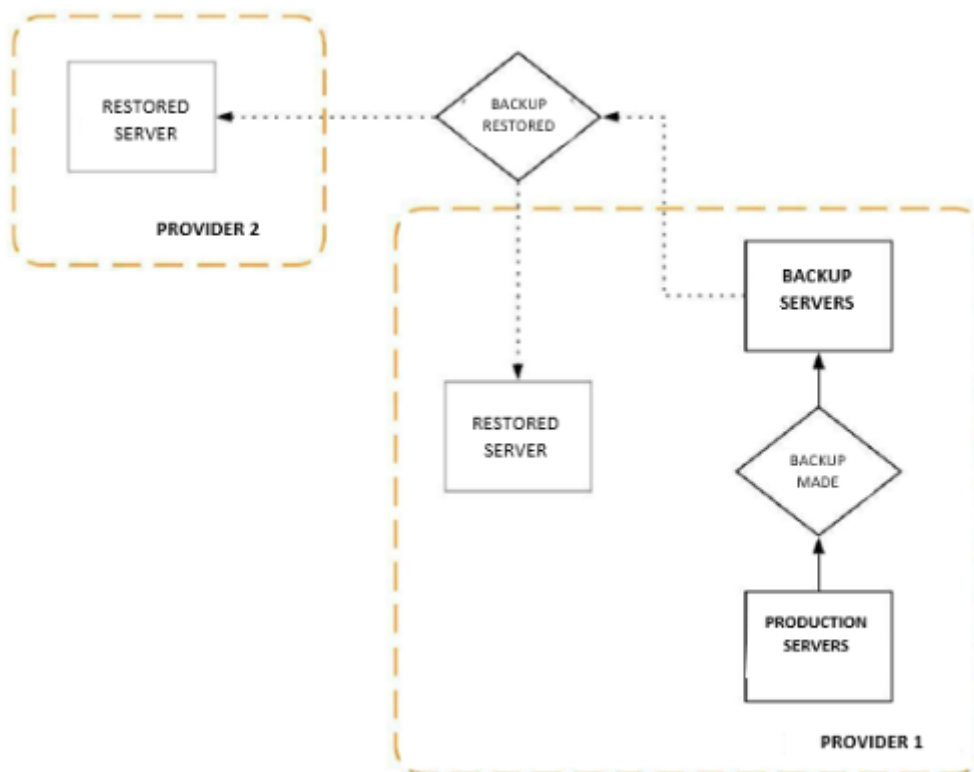 RESTORED
SERVER
PROVIDER 2
BACKUP
RESTORED
BACKUP
SERVERS
RESTORED
SERVER
BACKUP
MADE
PRODUCTION
SERVERS
PROVIDER 1